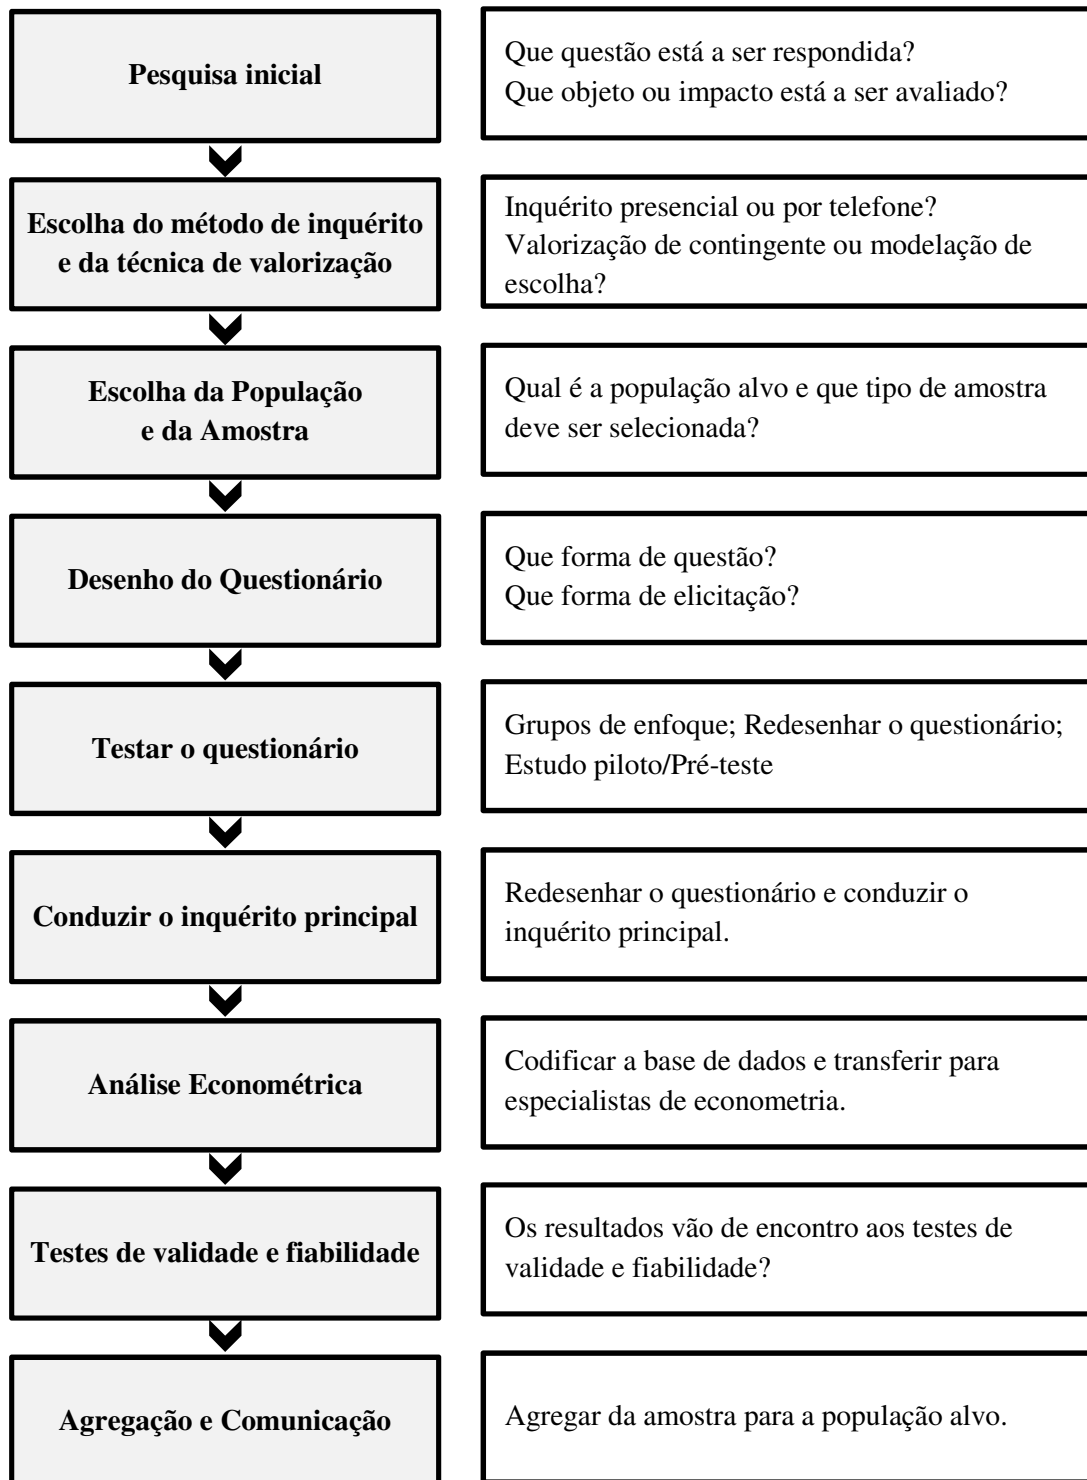 Pesquisa inicial
Que questão está a ser respondida?
Que objeto ou impacto está a ser avaliado?
Escolha do método de inquérito
e da técnica de valorização
Inquérito presencial ou por telefone?
Valorização de contingente ou modelação de
escolha?
Escolha da População
e da Amostra
Qual é a população alvo e que tipo de amostra
deve ser selecionada?
Desenho do Questionário
Que forma de questão?
Que forma de elicitação?
Testar o questionário
Grupos de enfoque; Redesenhar o questionário;
Estudo piloto/Pré-teste
Conduzir o inquérito principal
Redesenhar o questionário e conduzir o
inquérito principal.
Análise Econométrica
Codificar a base de dados e transferir para
especialistas de econometria.
Testes de validade e fiabilidade
Os resultados vão de encontro aos testes de
validade e fiabilidade?
Agregação e Comunicação
Agregar da amostra para a população alvo.